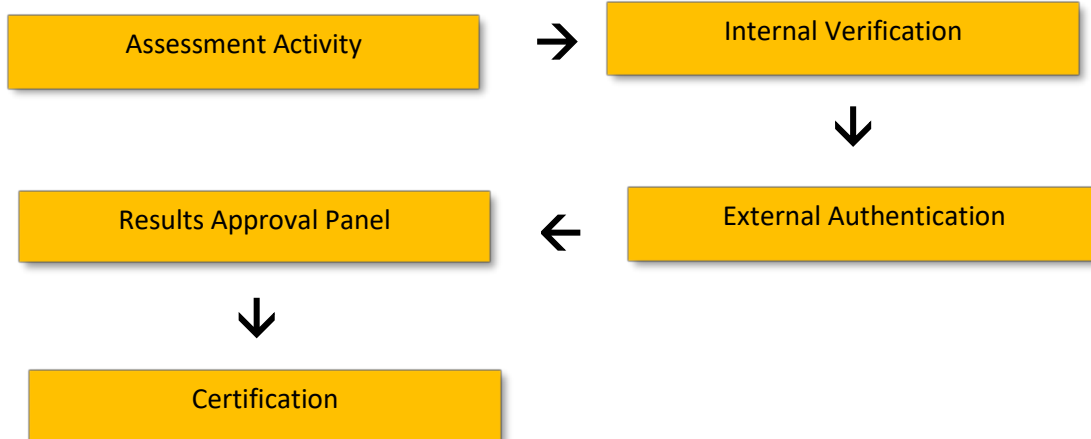 Assessment Activity
Internal Verification
External Authentication
Results Approval Panel
Certification